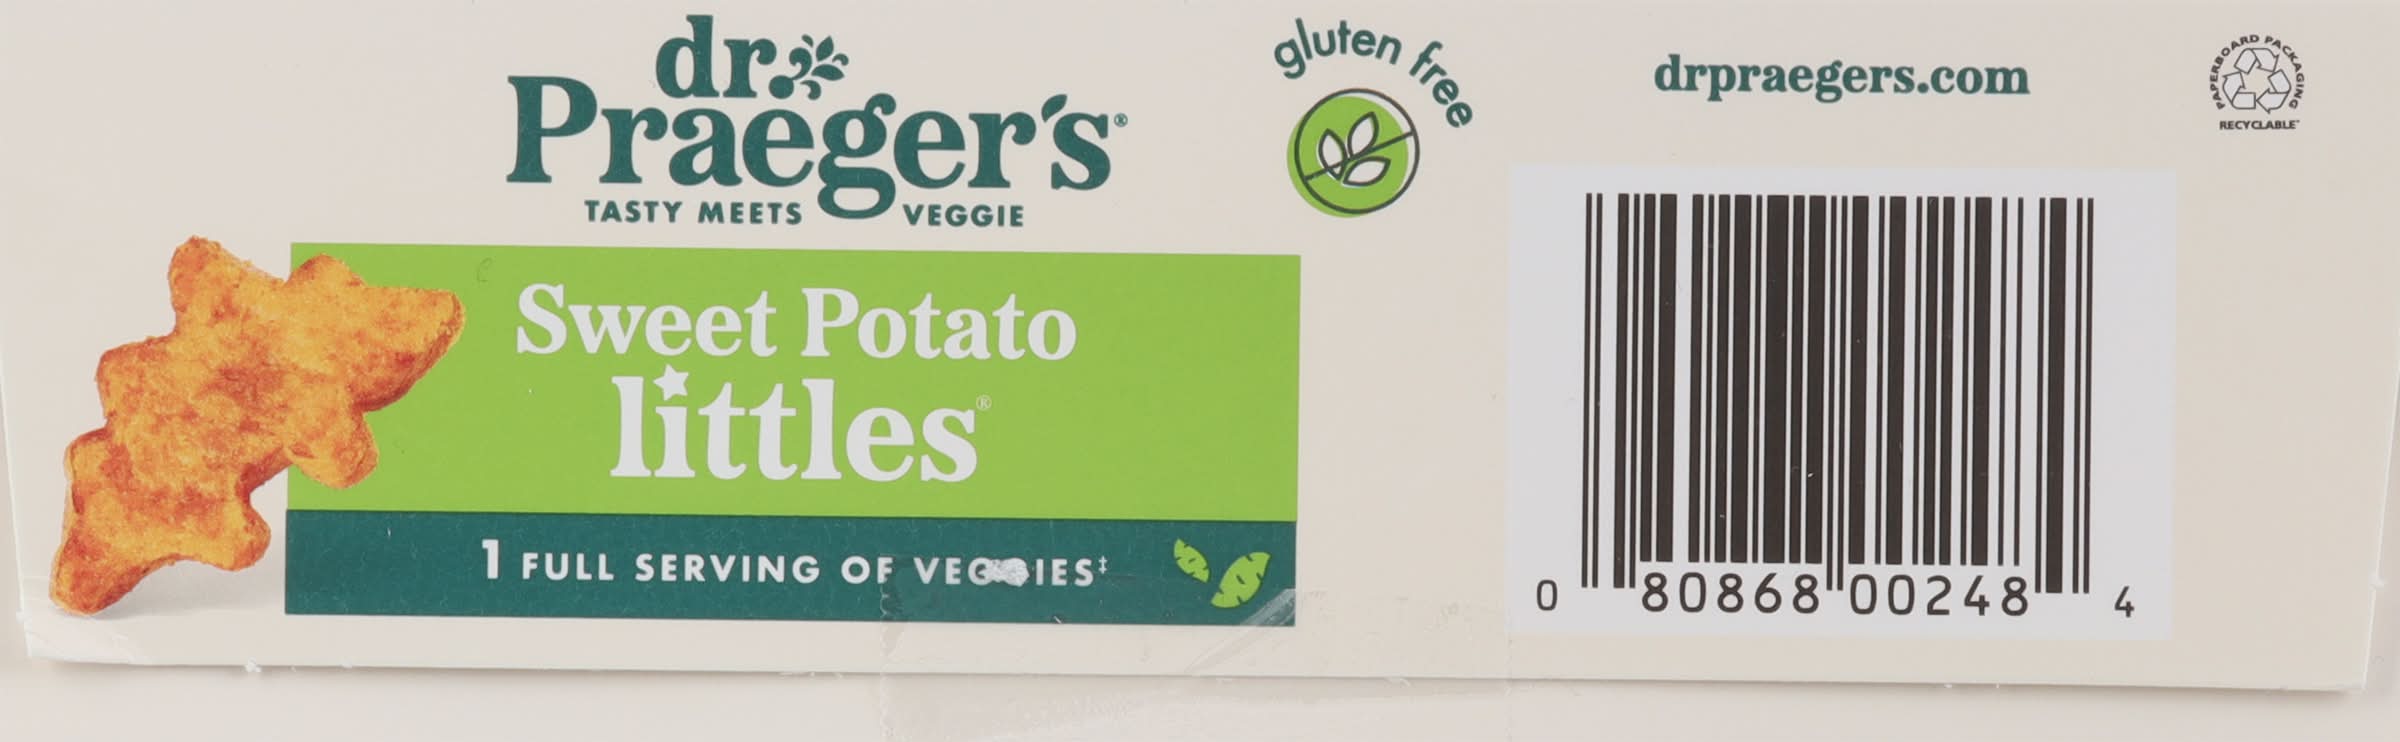 dr.
Praeger's®
TASTY MEETS VEGGIE
Sweet Potato
littles®
1 FULL SERVING OF VEGGIES‡
gluten free
drpraegers.com
PAPERBOARD PACKAGING
RECYCLABLE*
0 80868 00248 4